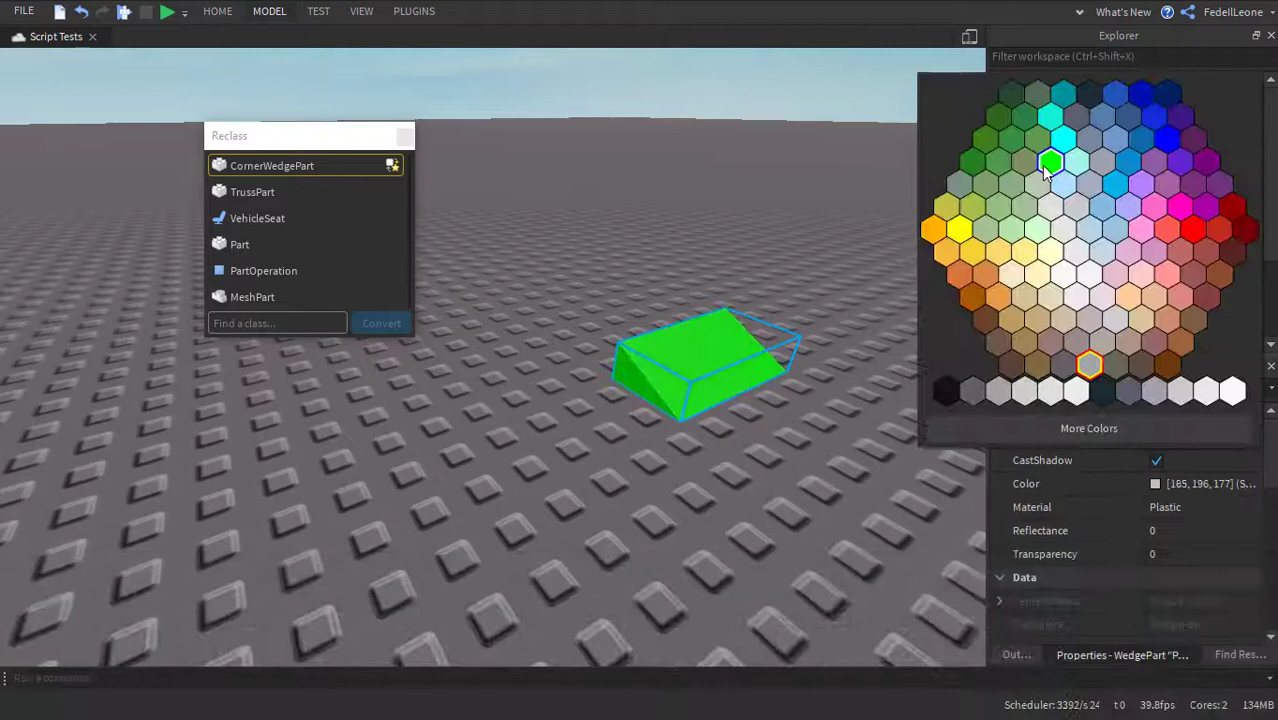 FILE HOME MODEL TEST VIEW PLUGINS What's New FedellLeone
Script Tests Explorer
Filter workspace (Ctrl+Shift+X)
Reclass
CornerWedgePart
TrussPart
VehicleSeat
Part
PartOperation
MeshPart
Find a class... Convert
More Colors
CastShadow
Color [165, 196, 177] (S...
Material Plastic
Reflectance 0
Transparency 0
Data
Out... Properties - WedgePart "P... Find Res...
Scheduler: 3392/s 24 t 0 39.8fps Cores: 2 134MB